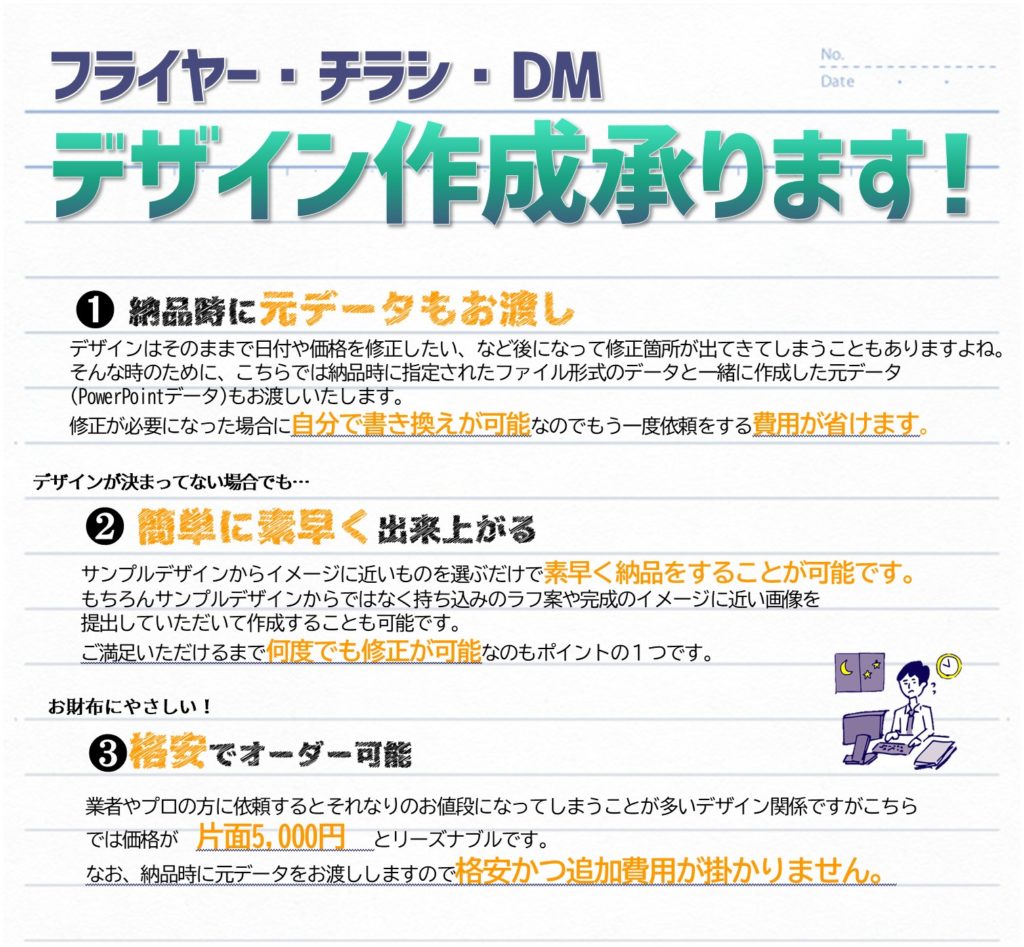 フライヤー・チラシ・DM
No.
Date
デザイン作成承ります！
❶ 納品時に元データもお渡し
デザインはそのままで日付や価格を修正したい、など後になって修正箇所が出てきてしまうこともありますよね。
そんな時のために、こちらでは納品時に指定されたファイル形式のデータと一緒に作成した元データ
(PowerPointデータ)もお渡しいたします。
修正が必要になった場合に自分で書き換えが可能なのでもう一度依頼をする費用が省けます。
デザインが決まってない場合でも…
❷ 簡単に素早く出来上がる
サンプルデザインからイメージに近いものを選ぶだけで素早く納品をすることが可能です。
もちろんサンプルデザインからではなく持ち込みのラフ案や完成のイメージに近い画像を
提出していただいて作成することも可能です。
ご満足いただけるまで何度でも修正が可能なのもポイントの１つです。
お財布にやさしい！
❸ 格安でオーダー可能
業者やプロの方に依頼するとそれなりのお値段になってしまうことが多いデザイン関係ですがこちら
では価格が 片面5,000円 とリーズナブルです。
なお、納品時に元データをお渡ししますので格安かつ追加費用が掛かりません。